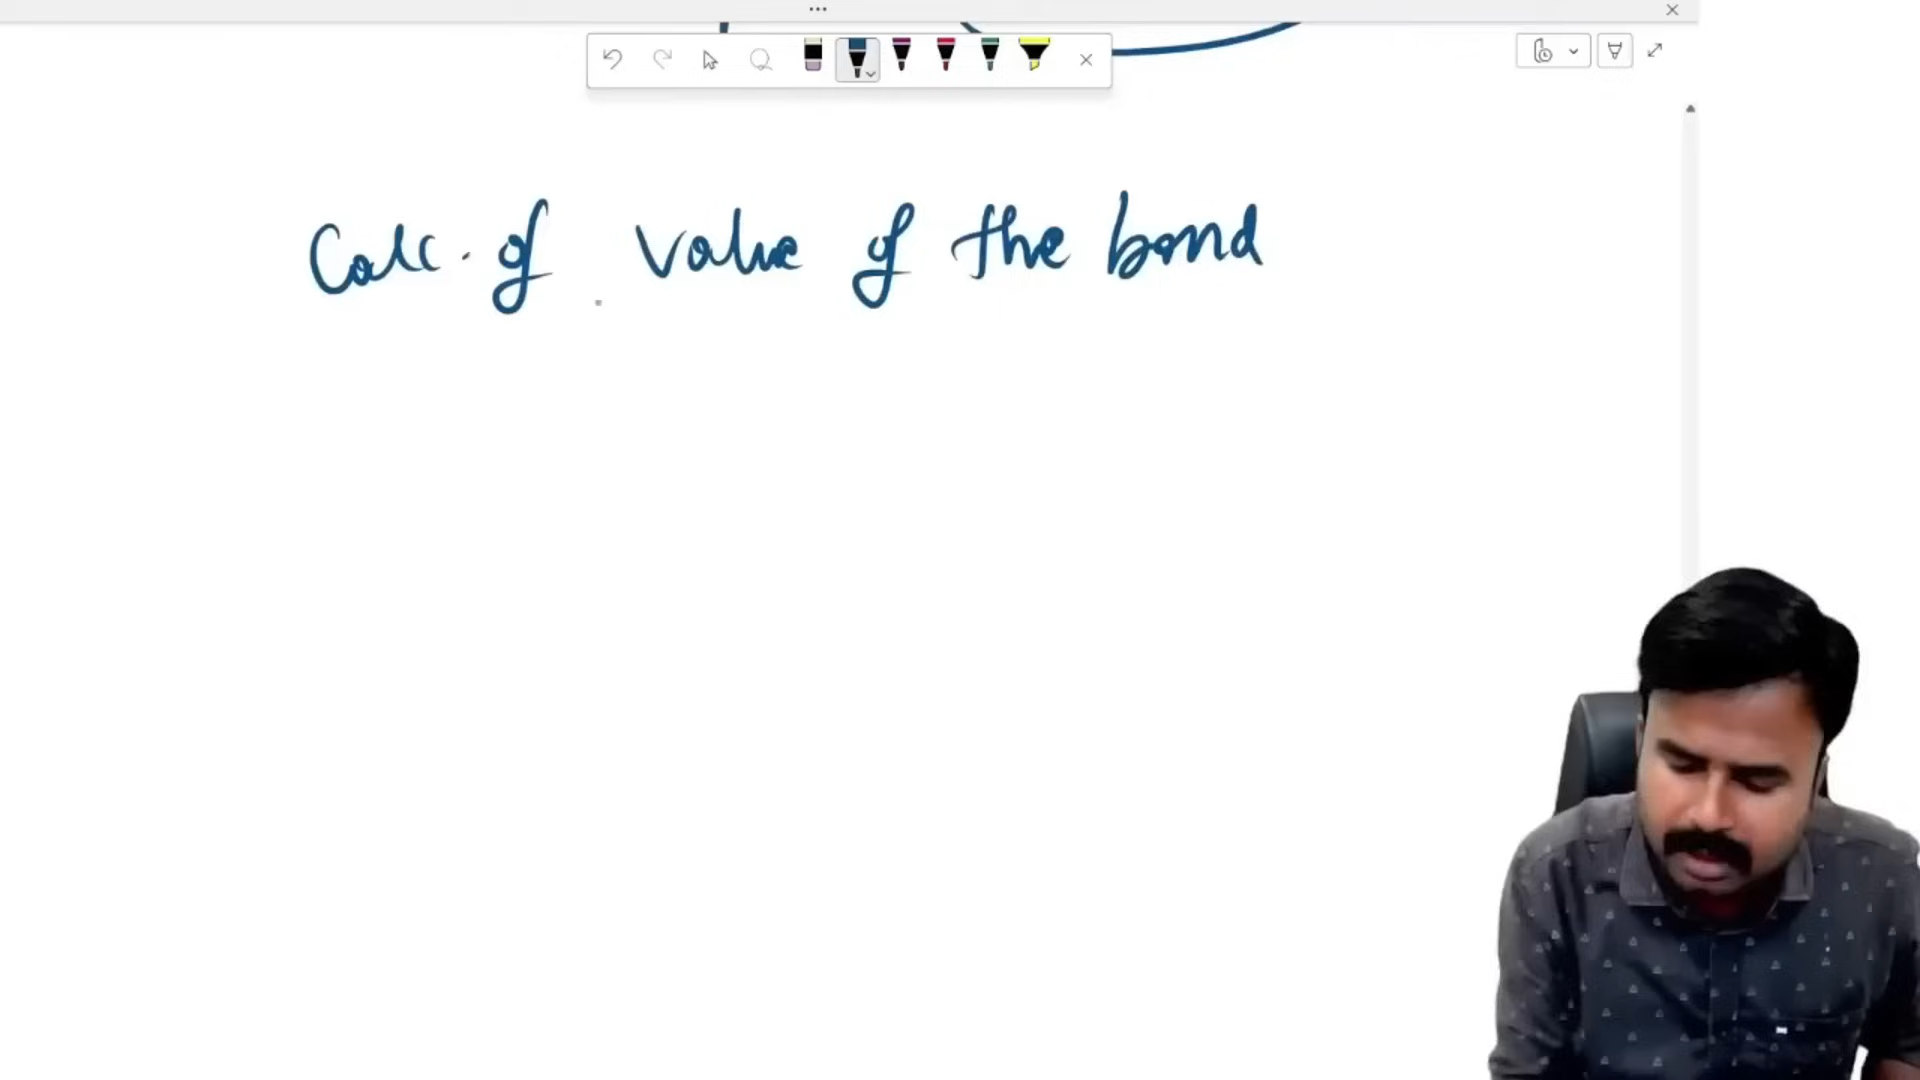 Calc. of value of the bond